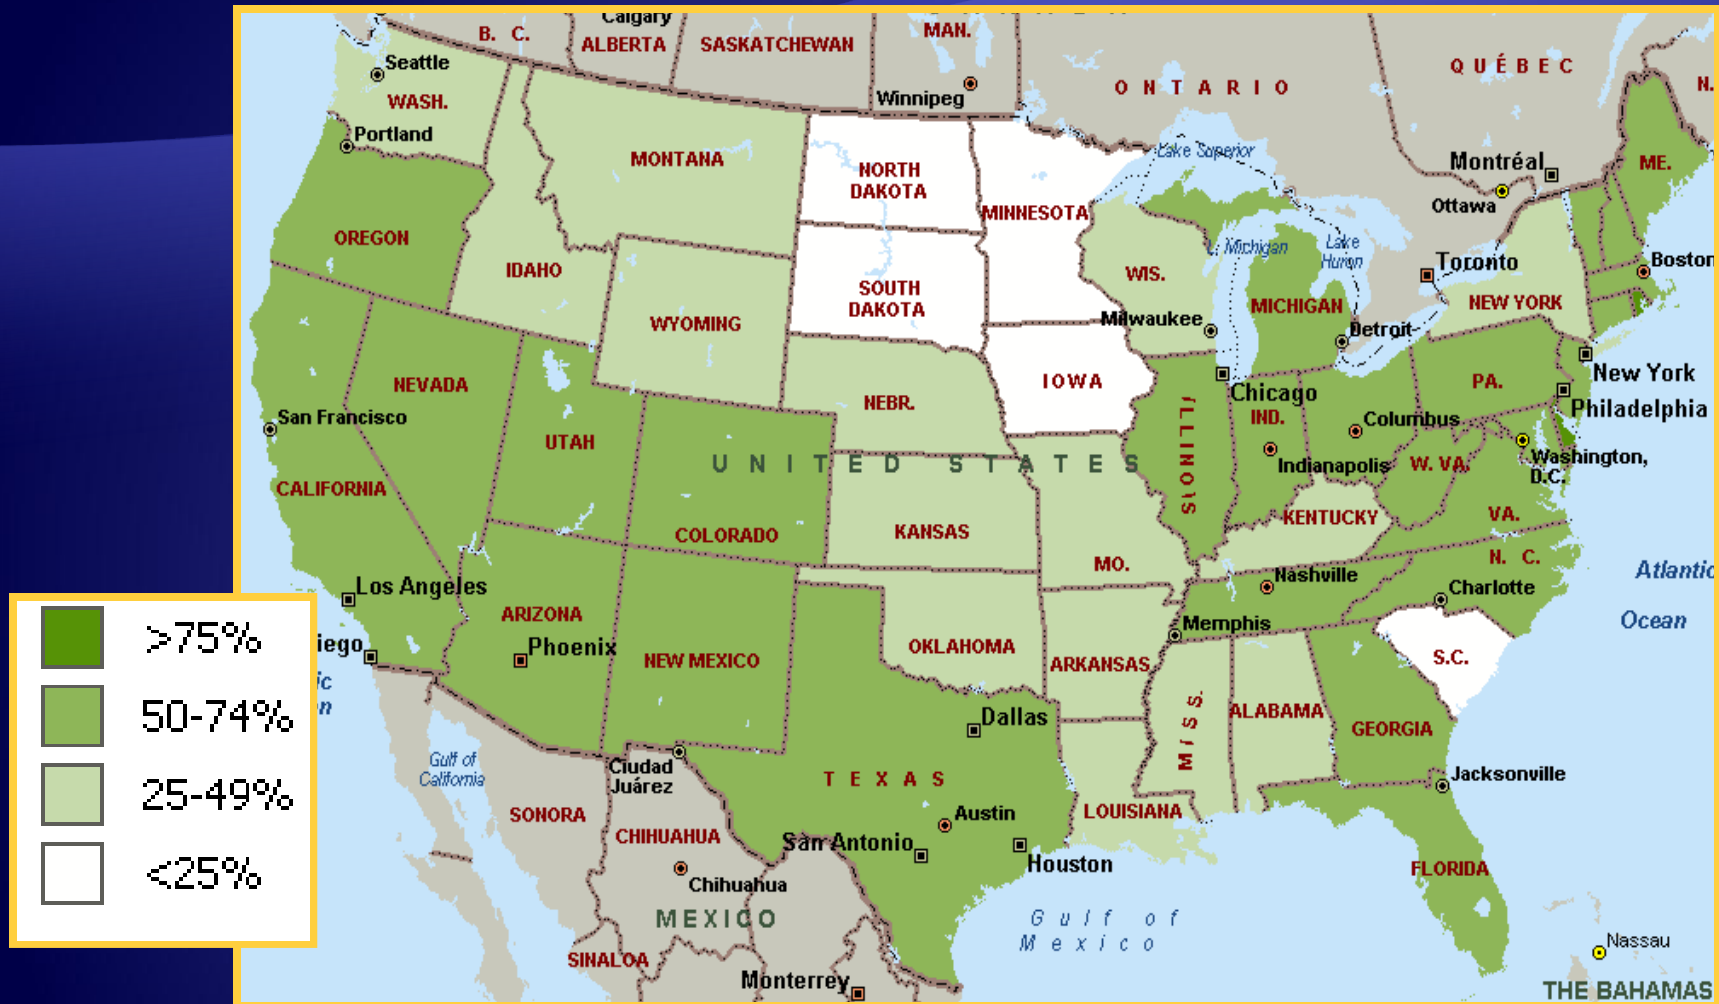 Calgary
B. C.
ALBERTA
SASKATCHEWAN
MAN.
Winnipeg
ONTARIO
QUÉBEC
N.
Seattle
WASH.
Portland
MONTANA
NORTH
DAKOTA
MINNESOTA
Lake Superior
Montréal
Ottawa
ME.
OREGON
IDAHO
WYOMING
SOUTH
DAKOTA
WIS.
L. Michigan
Lake
Huron
Toronto
Boston
MICHIGAN
NEW YORK
Milwaukee
Detroit
NEVADA
NEBR.
IOWA
Chicago
PA.
New York
Philadelphia
San Francisco
UTAH
ILLINOIS
IND.
Columbus
UNITED STATES
Indianapolis
W. VA.
Washington,
D.C.
CALIFORNIA
COLORADO
KANSAS
MO.
KENTUCKY
VA.
N. C.
Los Angeles
ARIZONA
Phoenix
NEW MEXICO
OKLAHOMA
ARKANSAS
Nashville
Memphis
Charlotte
S.C.
Atlantic
Ocean
iego
ic
n
>75%
50-74%
25-49%
<25%
Dallas
MISS.
ALABAMA
GEORGIA
Gulf of
California
Ciudad
Juárez
TEXAS
Jacksonville
SONORA
CHIHUAHUA
Austin
San Antonio
Houston
LOUISIANA
FLORIDA
Chihuahua
MEXICO
Gulf of
Mexico
SINALOA
Monterrey
Nassau
THE BAHAMAS